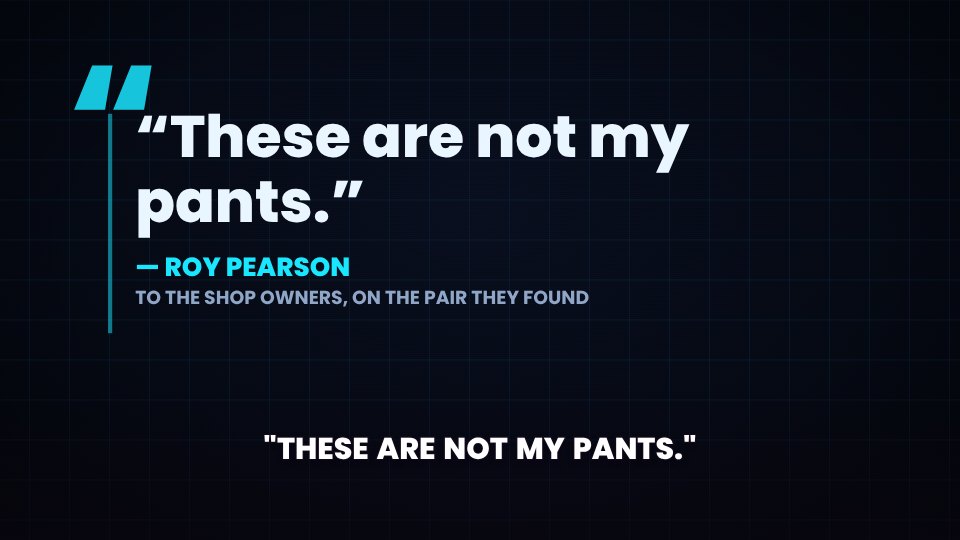 “These are not my
pants.”
— ROY PEARSON
TO THE SHOP OWNERS, ON THE PAIR THEY FOUND
"THESE ARE NOT MY PANTS."